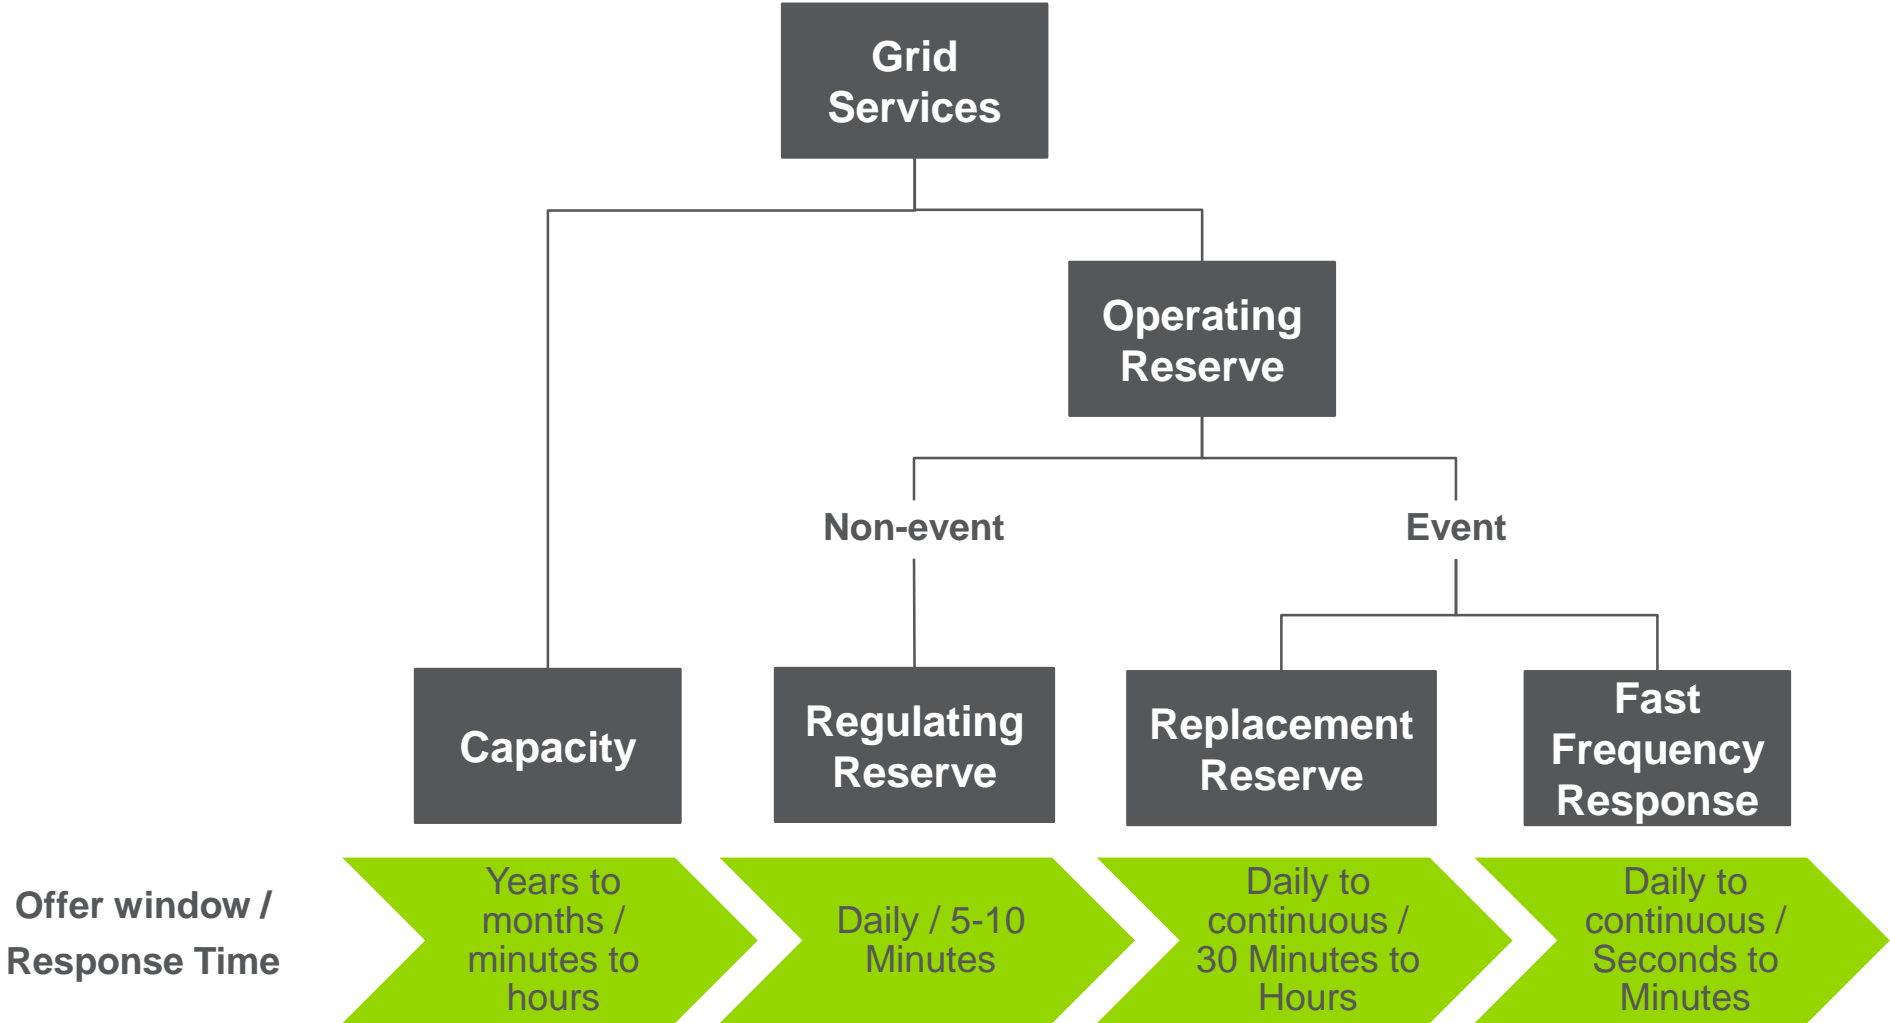 Grid
Services
Operating
Reserve
Non-event
Event
Capacity
Regulating
Reserve
Replacement
Reserve
Fast
Frequency
Response
Offer window /
Response Time
Years to
months /
minutes to
hours
Daily / 5-10
Minutes
Daily to
continuous /
30 Minutes to
Hours
Daily to
continuous /
Seconds to
Minutes